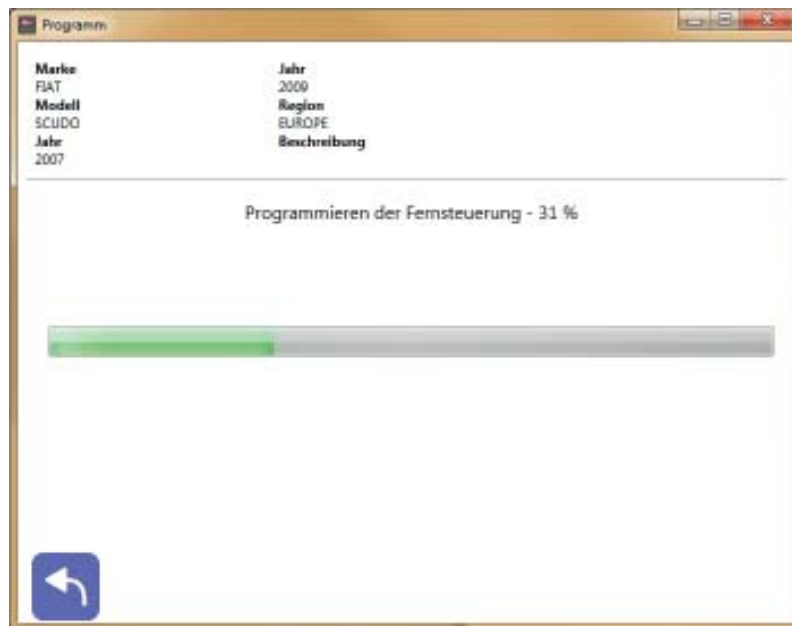 Programm
Marke
FIAT
Modell
SCUDO
Jahr
2007
Jahr
2009
Region
EUROPE
Beschreibung
Programmieren der Fernsteuerung - 31 %